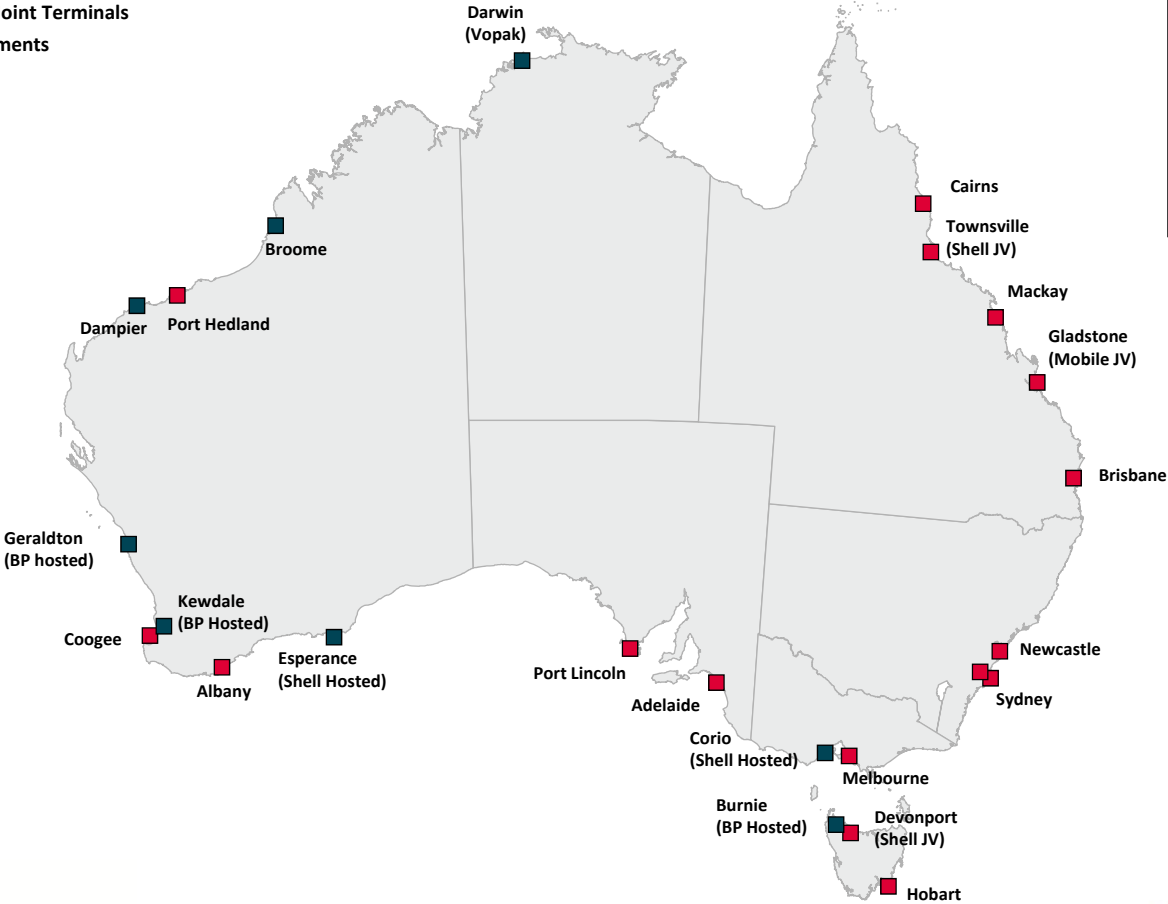 oint Terminals
ments
Darwin
(Vopak)
Cairns
Townsville
(Shell JV)
Broome
Mackay
Dampier
Port Hedland
Gladstone
(Mobile JV)
Brisbane
Geraldton
(BP hosted)
Kewdale
(BP Hosted)
Coogee
Esperance
(Shell Hosted)
Albany
Port Lincoln
Newcastle
Adelaide
Sydney
Corio
(Shell Hosted)
Melbourne
Burnie
(BP Hosted)
Devonport
(Shell JV)
Hobart